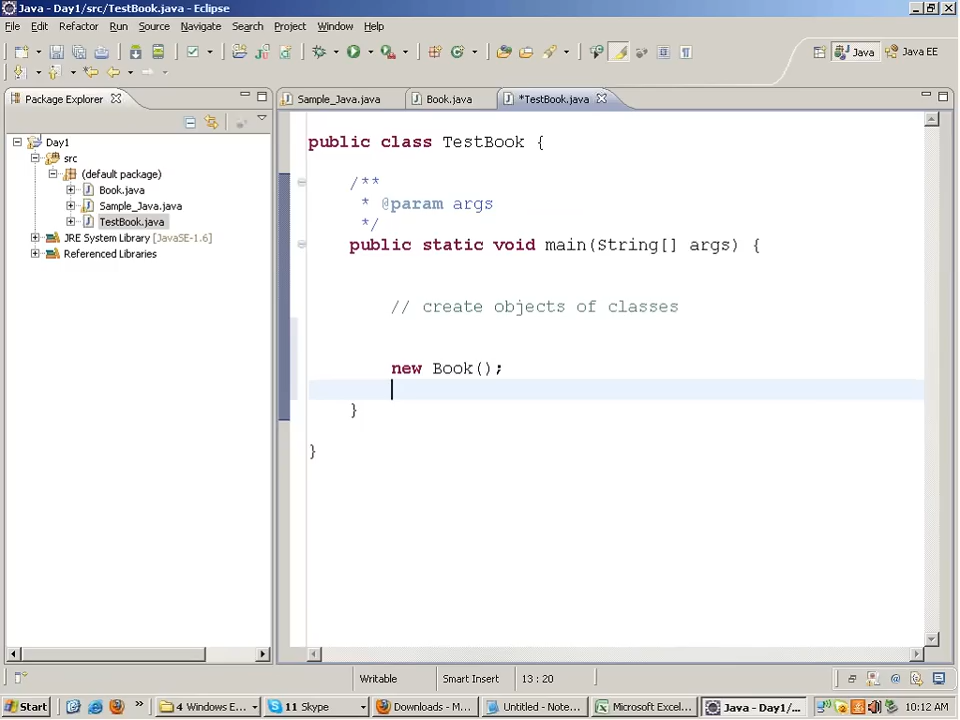 Java - Day1/src/TestBook.java - Eclipse
File Edit Refactor Run Source Navigate Search Project Window Help
Java Java EE
Package Explorer
Sample_Java.java Book.java *TestBook.java
Day1
src
(default package)
Book.java
Sample_Java.java
TestBook.java
JRE System Library [JavaSE-1.6]
Referenced Libraries
public class TestBook {
/**
* @param args
*/
public static void main(String[] args) {
// create objects of classes
new Book();
}
}
Writable Smart Insert 13 : 20
Start » 4 Windows E... 11 Skype Downloads - M... Untitled - Note... Microsoft Excel... Java - Day1/... 10:12 AM